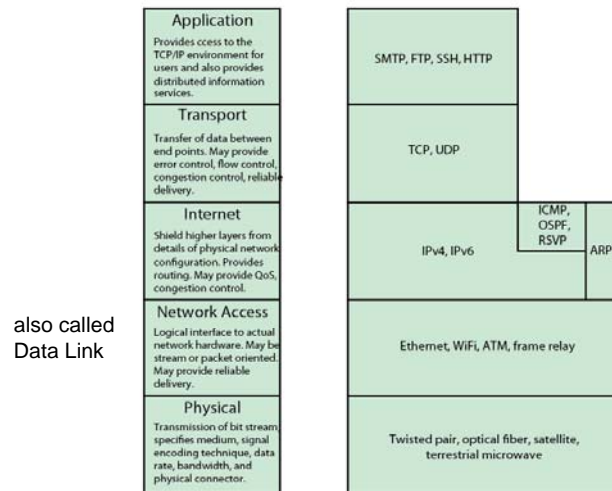 Application
Provides ccess to the
TCP/IP environment for
users and also provides
distributed information
services.
SMTP, FTP, SSH, HTTP
Transport
Transfer of data between
end points. May provide
error control, flow control,
congestion control, reliable
delivery.
TCP, UDP
Internet
Shield higher layers from
details of physical network
configuration. Provides
routing. May provide QoS,
congestion control.
IPv4, IPv6
ICMP,
OSPF,
RSVP
ARP
also called
Data Link
Network Access
Logical interface to actual
network hardware. May be
stream or packet oriented.
May provide reliable
delivery.
Ethernet, WiFi, ATM, frame relay
Physical
Transmission of bit stream,
specifies medium, signal
encoding technique, data
rate, bandwidth, and
physical connector.
Twisted pair, optical fiber, satellite,
terrestrial microwave